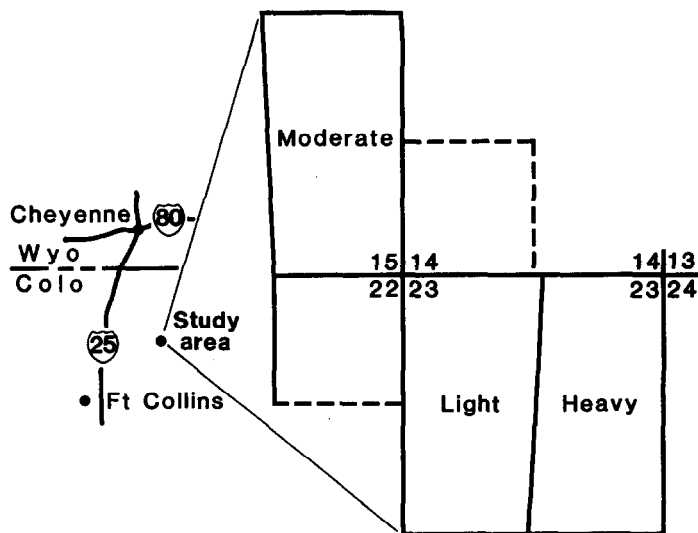 Moderate
Cheyenne
80
Wyo
Colo
15 14
22 23
14 13
23 24
Study
area
25
Ft Collins
Light
Heavy